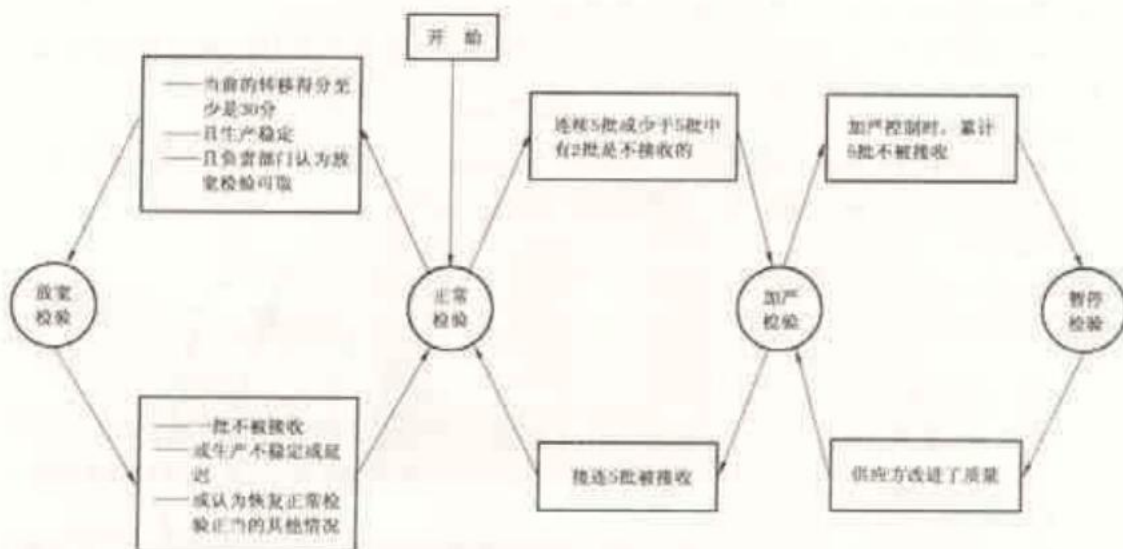 开 始
——当前的转移得分至
少是30分
——且生产稳定
——且负责部门认为放
宽检验可取
连续5批或少于5批中
有2批是不接收的
加严控制时，累计
5批不被接收
放宽
检验
正常
检验
加严
检验
暂停
检验
——一批不被接收
——或生产不稳定或延
迟
——或认为恢复正常检
验正当的其他情况
接连5批被接收
供应方改进了质量